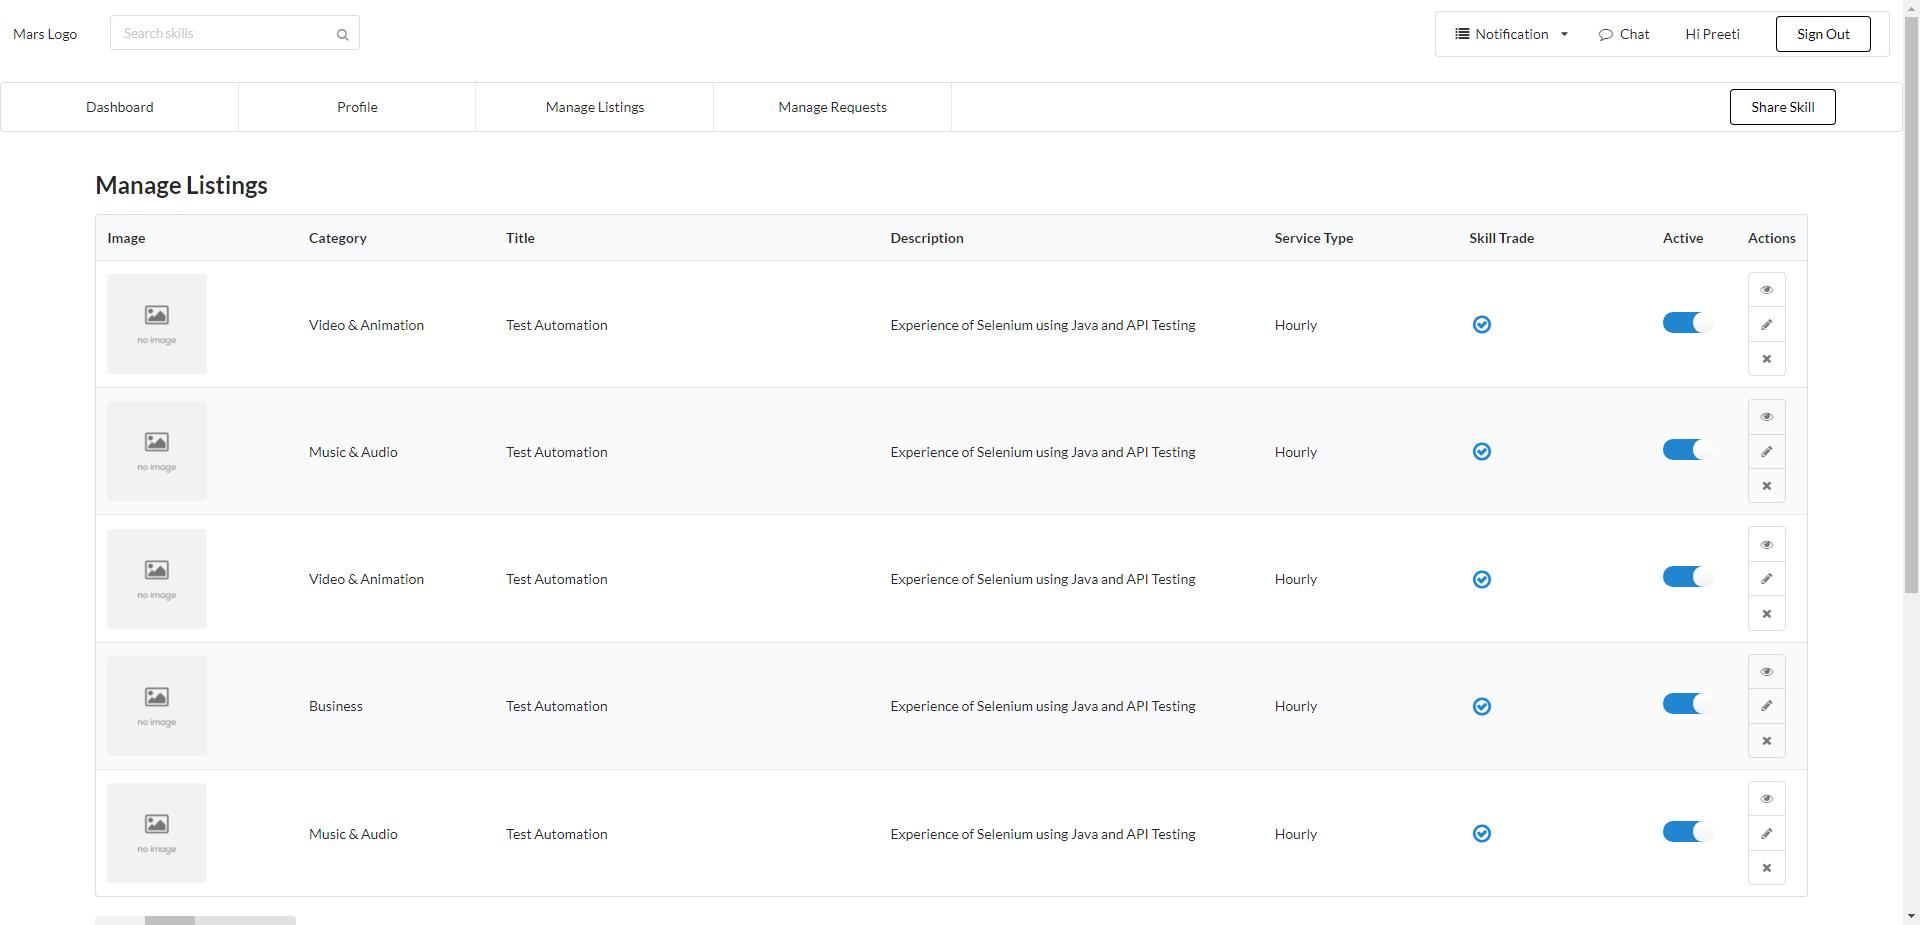 Mars Logo
Search skills
Notification
Chat
Hi Preeti
Sign Out
Dashboard
Profile
Manage Listings
Manage Requests
Share Skill
Manage Listings
Image Category Title Description Service Type Skill Trade Active Actions
no image Video & Animation Test Automation Experience of Selenium using Java and API Testing Hourly
no image Music & Audio Test Automation Experience of Selenium using Java and API Testing Hourly
no image Video & Animation Test Automation Experience of Selenium using Java and API Testing Hourly
no image Business Test Automation Experience of Selenium using Java and API Testing Hourly
no image Music & Audio Test Automation Experience of Selenium using Java and API Testing Hourly